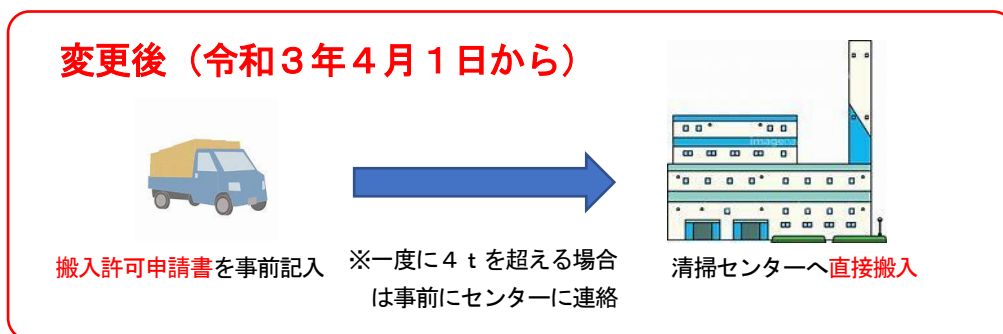 変更後（令和３年４月１日から）
搬入許可申請書を事前記入
※一度に４ｔを超える場合
は事前にセンターに連絡
清掃センターへ直接搬入